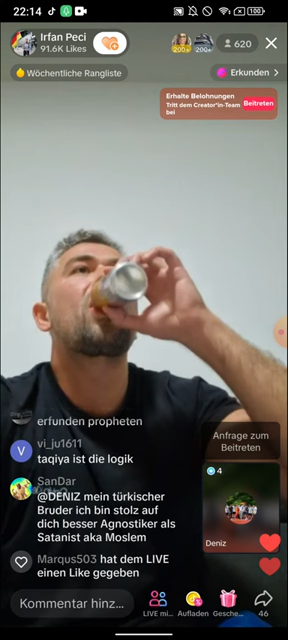 22:14
100
Irfan Peci
91.6K Likes
200+
200+
620
Wöchentliche Rangliste
Erkunden >
Erhalte Belohnungen
Tritt dem Creator*in-Team
bei
Beitreten
erfunden propheten
V
vi_ju1611
taqiya ist die logik
SanDar
@DENIZ mein türkischer
Bruder ich bin stolz auf
dich besser Agnostiker als
Satanist aka Moslem
Marqus503 hat dem LIVE
einen Like gegeben
Anfrage zum
Beitreten
4
Deniz
Kommentar hinz...
LIVE mi...
Aufladen
Gesche...
46